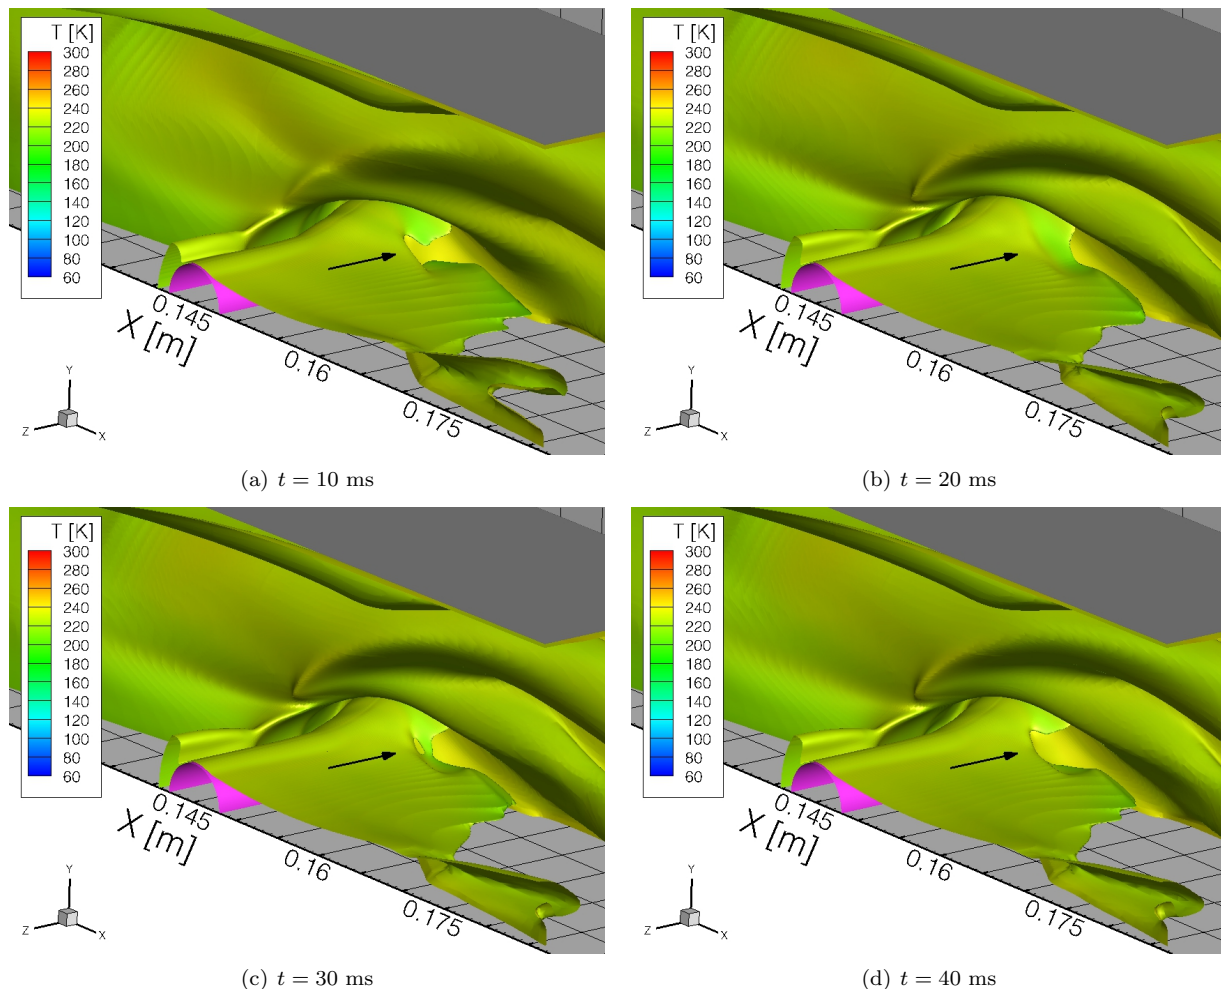 T [K]
300
280
260
240
220
200
180
160
140
120
100
80
60
0.145
X [m]
0.16
0.175
Y
Z
X
(a) t = 10 ms
T [K]
300
280
260
240
220
200
180
160
140
120
100
80
60
0.145
X [m]
0.16
0.175
Y
Z
X
(b) t = 20 ms
T [K]
300
280
260
240
220
200
180
160
140
120
100
80
60
0.145
X [m]
0.16
0.175
Y
Z
X
(c) t = 30 ms
T [K]
300
280
260
240
220
200
180
160
140
120
100
80
60
0.145
X [m]
0.16
0.175
Y
Z
X
(d) t = 40 ms